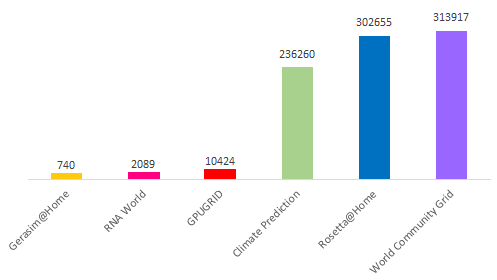 740
2089
10424
236260
302655
313917
Gerasim@Home
RNA World
GPUGRID
Climate Prediction
Rosetta@Home
World Community Grid